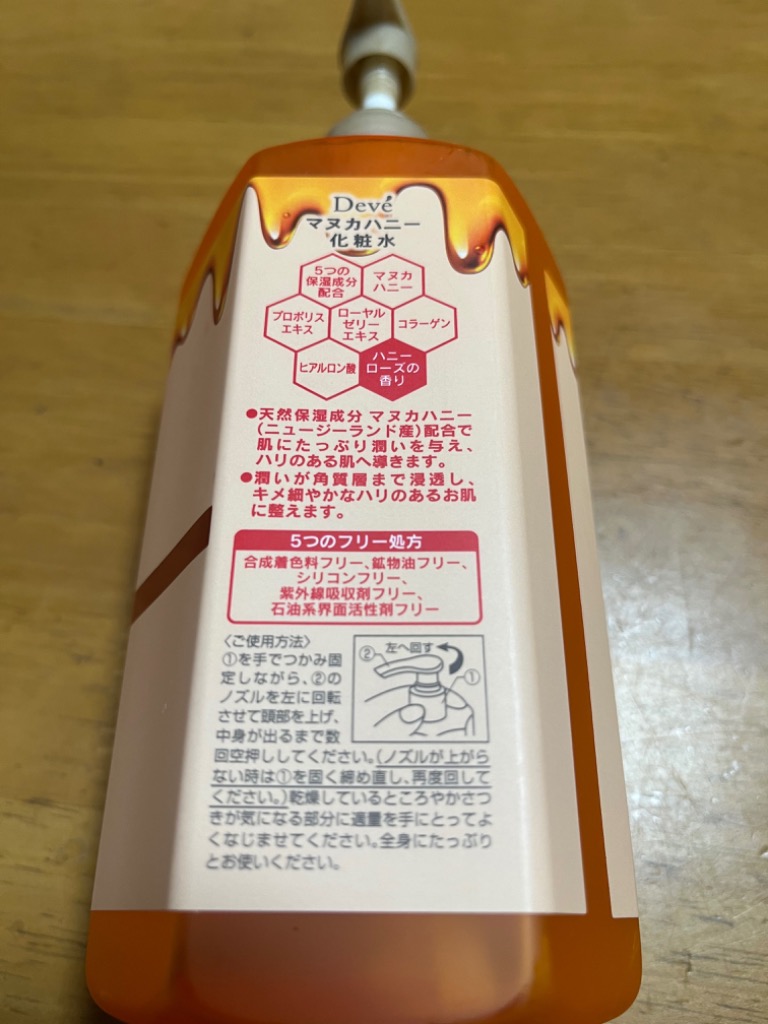 Devé
マヌカハニー
化粧水
5つの
保湿成分
配合
マヌカ
ハニー
プロポリス
エキス
ローヤル
ゼリー
エキス
コラーゲン
ヒアルロン酸
ハニー
ローズの
香り
●天然保湿成分 マヌカハニー
(ニュージーランド産)配合で
肌にたっぷり潤いを与え、
ハリのある肌へ導きます。
●潤いが角質層まで浸透し、
キメ細やかなハリのあるお肌
に整えます。
5つのフリー処方
合成着色料フリー、鉱物油フリー、
シリコンフリー、
紫外線吸収剤フリー、
石油系界面活性剤フリー
〈ご使用方法〉
①を手でつかみ固
定しながら、②の
ノズルを左に回転
させて頭部を上げ、
中身が出るまで数
回空押ししてください。(ノズルが上がら
ない時は①を固く締め直し、再度回して
ください。)乾燥しているところやかさつ
きが気になる部分に適量を手にとってよ
くなじませてください。全身にたっぷり
とお使いください。
左へ回す
②
①